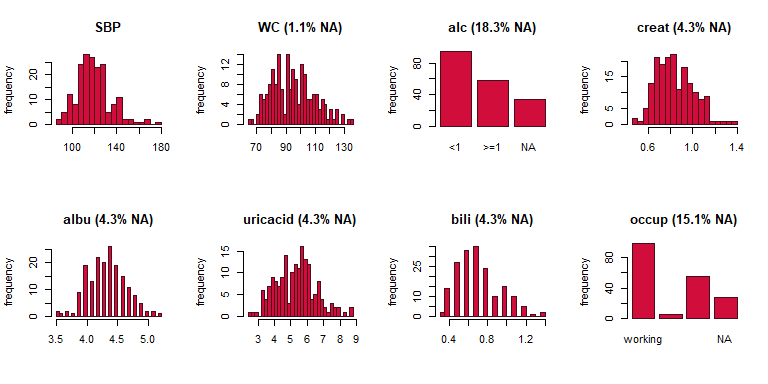 SBP
frequency
0 10 20
100 140 180
WC (1.1% NA)
frequency
0 4 8 12
70 90 110 130
alc (18.3% NA)
frequency
0 40 80
<1 >=1 NA
creat (4.3% NA)
frequency
0 5 15
0.6 1.0 1.4
albu (4.3% NA)
frequency
0 10 20
3.5 4.0 4.5 5.0
uricacid (4.3% NA)
frequency
0 5 10 15
3 4 5 6 7 8 9
bili (4.3% NA)
frequency
0 15 35
0.4 0.8 1.2
occup (15.1% NA)
frequency
0 40 80
working NA